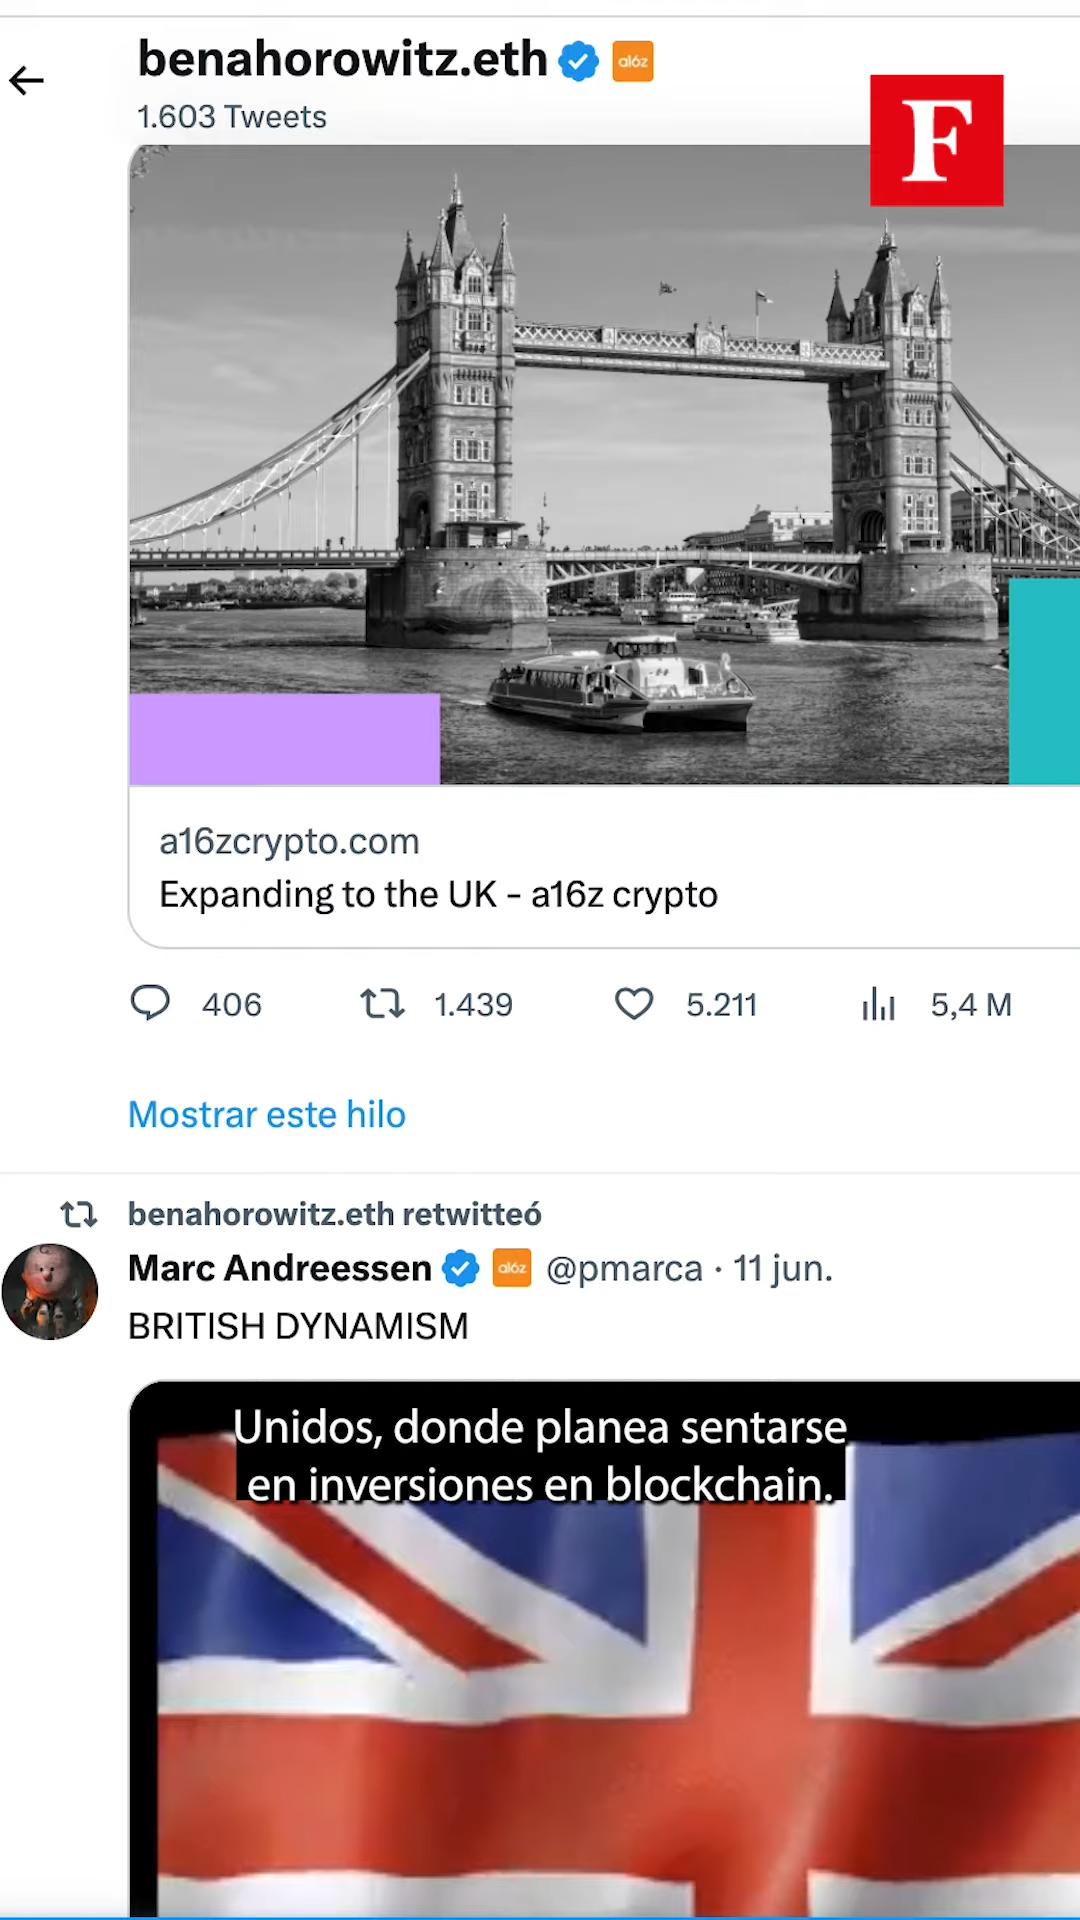 benahorowitz.eth a16z
1.603 Tweets
F
a16zcrypto.com
Expanding to the UK - a16z crypto
406 1.439 5.211 5,4 M
Mostrar este hilo
benahorowitz.eth retwitteó
Marc Andreessen a16z @pmarca · 11 jun.
BRITISH DYNAMISM
Unidos, donde planea sentarse
en inversiones en blockchain.